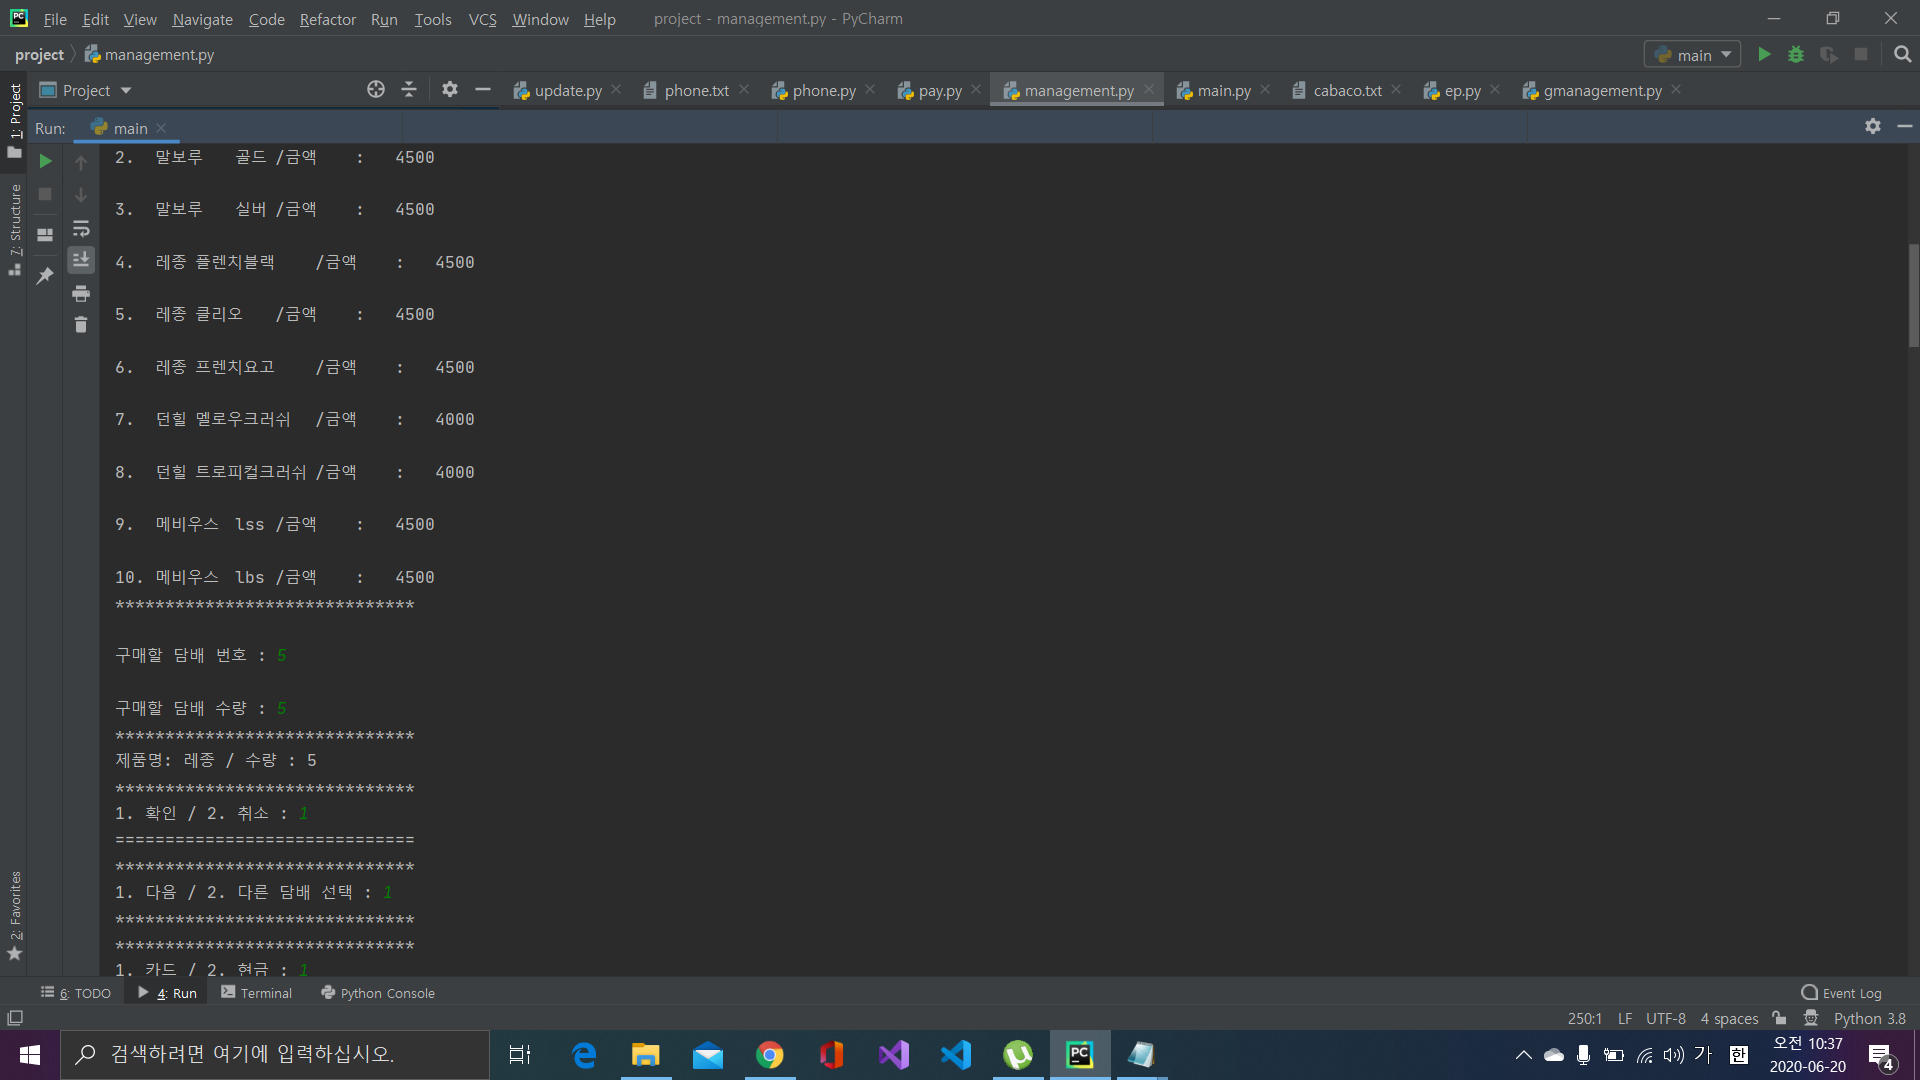 File Edit View Navigate Code Refactor Run Tools VCS Window Help project - management.py - PyCharm
project management.py main
Project update.py phone.txt phone.py pay.py management.py main.py cabaco.txt ep.py gmanagement.py
Run: main
1: Project
7: Structure
2: Favorites
2. 말보루 골드 /금액 : 4500
3. 말보루 실버 /금액 : 4500
4. 레종 플렌치블랙 /금액 : 4500
5. 레종 클리오 /금액 : 4500
6. 레종 프렌치요고 /금액 : 4500
7. 던힐 멜로우크러쉬 /금액 : 4000
8. 던힐 트로피컬크러쉬 /금액 : 4000
9. 메비우스 lss /금액 : 4500
10. 메비우스 lbs /금액 : 4500
******************************
구매할 담배 번호 : 5
구매할 담배 수량 : 5
******************************
제품명: 레종 / 수량 : 5
******************************
1. 확인 / 2. 취소 : 1
==============================
******************************
1. 다음 / 2. 다른 담배 선택 : 1
******************************
******************************
1. 카드 / 2. 현금 : 1
6: TODO 4: Run Terminal Python Console Event Log
250:1 LF UTF-8 4 spaces Python 3.8
검색하려면 여기에 입력하십시오. 가 한 오전 10:37
2020-06-20 4